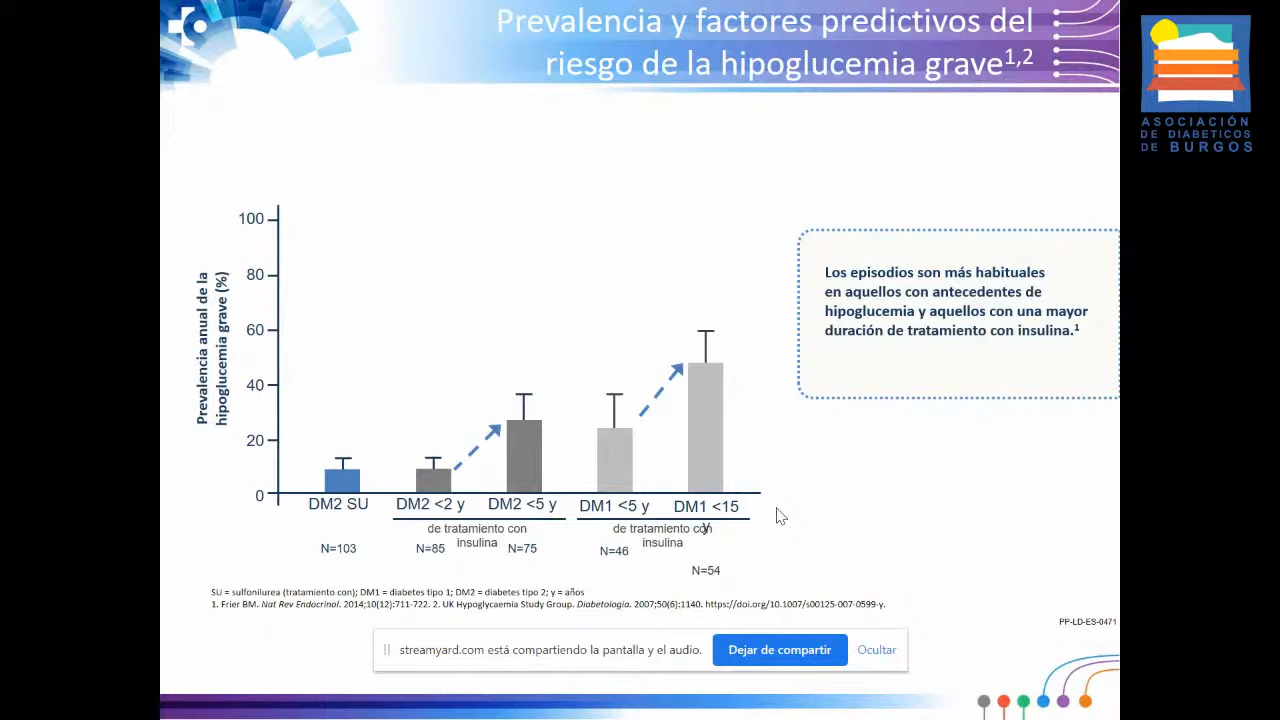 Prevalencia y factores predictivos del
riesgo de la hipoglucemia grave1,2
ASOCIACIÓN
DE DIABETICOS
DE BURGOS
Prevalencia anual de la
hipoglucemia grave (%)
100
80
60
40
20
0
DM2 SU
DM2 <2 y
DM2 <5 y
DM1 <5 y
DM1 <15
y
de tratamiento con
insulina
de tratamiento con
insulina
N=103
N=85
N=75
N=46
N=54
Los episodios son más habituales
en aquellos con antecedentes de
hipoglucemia y aquellos con una mayor
duración de tratamiento con insulina.1
SU = sulfonilurea (tratamiento con); DM1 = diabetes tipo 1; DM2 = diabetes tipo 2; y = años
1. Frier BM. Nat Rev Endocrinol. 2014;10(12):711-722. 2. UK Hypoglycaemia Study Group. Diabetologia. 2007;50(6):1140. https://doi.org/10.1007/s00125-007-0599-y.
PP-LD-ES-0471
streamyard.com está compartiendo la pantalla y el audio.
Dejar de compartir
Ocultar